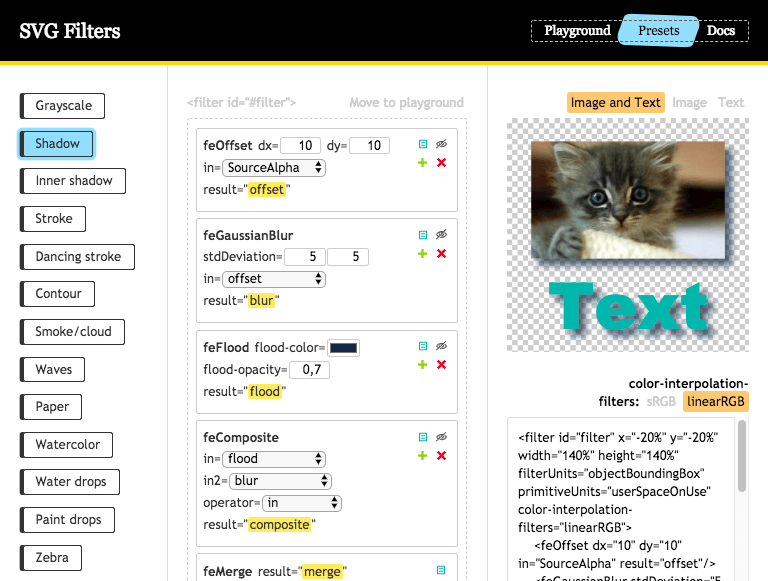 SVG Filters
Playground Presets Docs
Grayscale
Shadow
Inner shadow
Stroke
Dancing stroke
Contour
Smoke/cloud
Waves
Paper
Watercolor
Water drops
Paint drops
Zebra
<filter id="#filter"> Move to playground
feOffset dx= 10 dy= 10
in= SourceAlpha
result="offset"
feGaussianBlur
stdDeviation= 5 5
in= offset
result="blur"
feFlood flood-color=
flood-opacity= 0,7
result="flood"
feComposite
in= flood
in2= blur
operator= in
result="composite"
feMerge result="merge"
Image and Text Image Text
Text
color-interpolation-
filters: sRGB linearRGB
<filter id="filter" x="-20%" y="-20%"
width="140%" height="140%"
filterUnits="objectBoundingBox"
primitiveUnits="userSpaceOnUse"
color-interpolation-
filters="linearRGB">
<feOffset dx="10" dy="10"
in="SourceAlpha" result="offset"/>
<feGaussianBlur stdDeviation="5